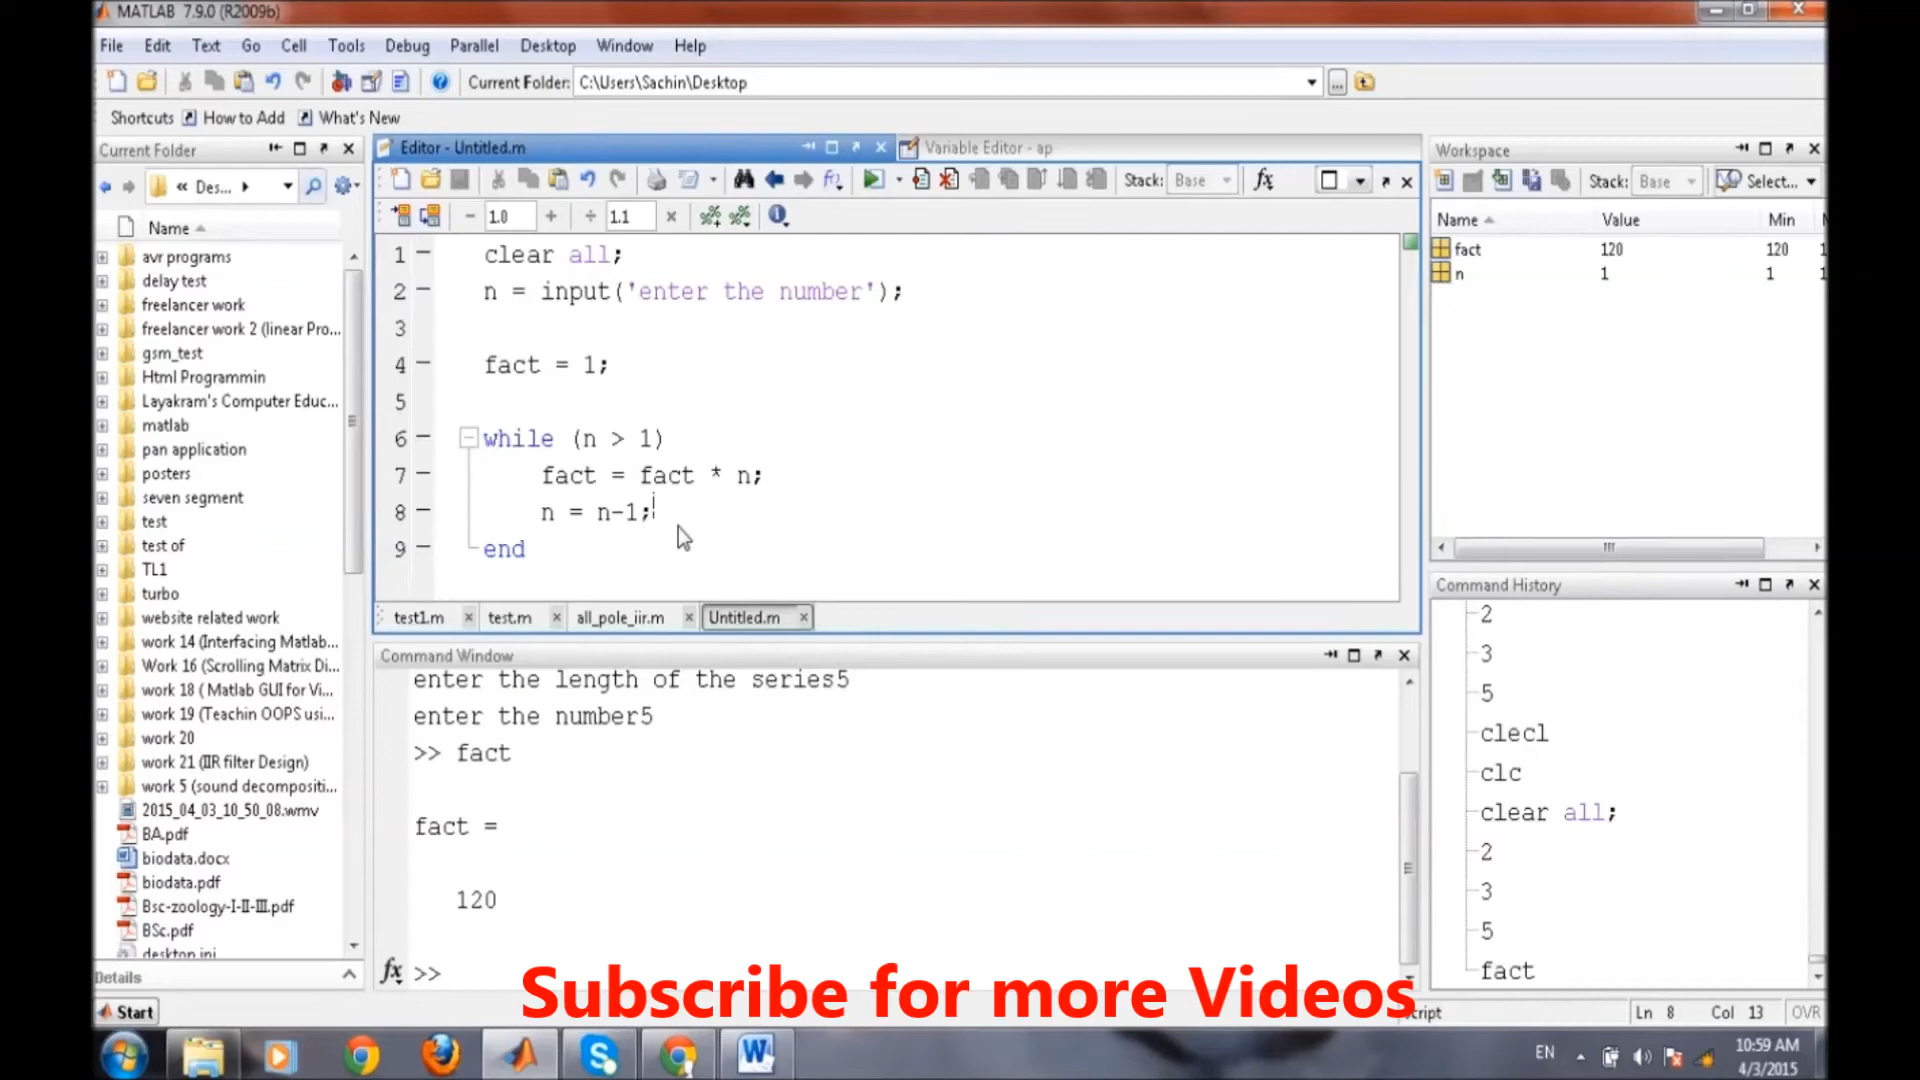 MATLAB 7.9.0 (R2009b)
File Edit Text Go Cell Tools Debug Parallel Desktop Window Help
Current Folder: C:\Users\Sachin\Desktop
Shortcuts How to Add What's New
Current Folder
« Des...
Name
avr programs
delay test
freelancer work
freelancer work 2 (linear Pro...
gsm_test
Html Programmin
Layakram's Computer Educ...
matlab
pan application
posters
seven segment
test
test of
TL1
turbo
website related work
work 14 (Interfacing Matlab...
Work 16 (Scrolling Matrix Di...
work 18 ( Matlab GUI for Vi...
work 19 (Teachin OOPS usi...
work 20
work 21 (IIR filter Design)
work 5 (sound decompositi...
2015_04_03_10_50_08.wmv
BA.pdf
biodata.docx
biodata.pdf
Bsc-zoology-I-II-III.pdf
BSc.pdf
desktop.ini
Details
Start
Editor - Untitled.m
Variable Editor - ap
Stack: Base
1.0
1.1
1 clear all;
2 n = input('enter the number');
3
4 fact = 1;
5
6 while (n > 1)
7 fact = fact * n;
8 n = n-1;
9 end
test1.m test.m all_pole_iir.m Untitled.m
Command Window
enter the length of the series5
enter the number5
>> fact
fact =
120
fx >>
Workspace
Stack: Base Select...
Name Value Min
fact 120 120 1
n 1 1 1
Command History
2
3
5
clecl
clc
clear all;
2
3
5
fact
Subscribe for more Videos
script Ln 8 Col 13 OVR
EN
10:59 AM
4/3/2015